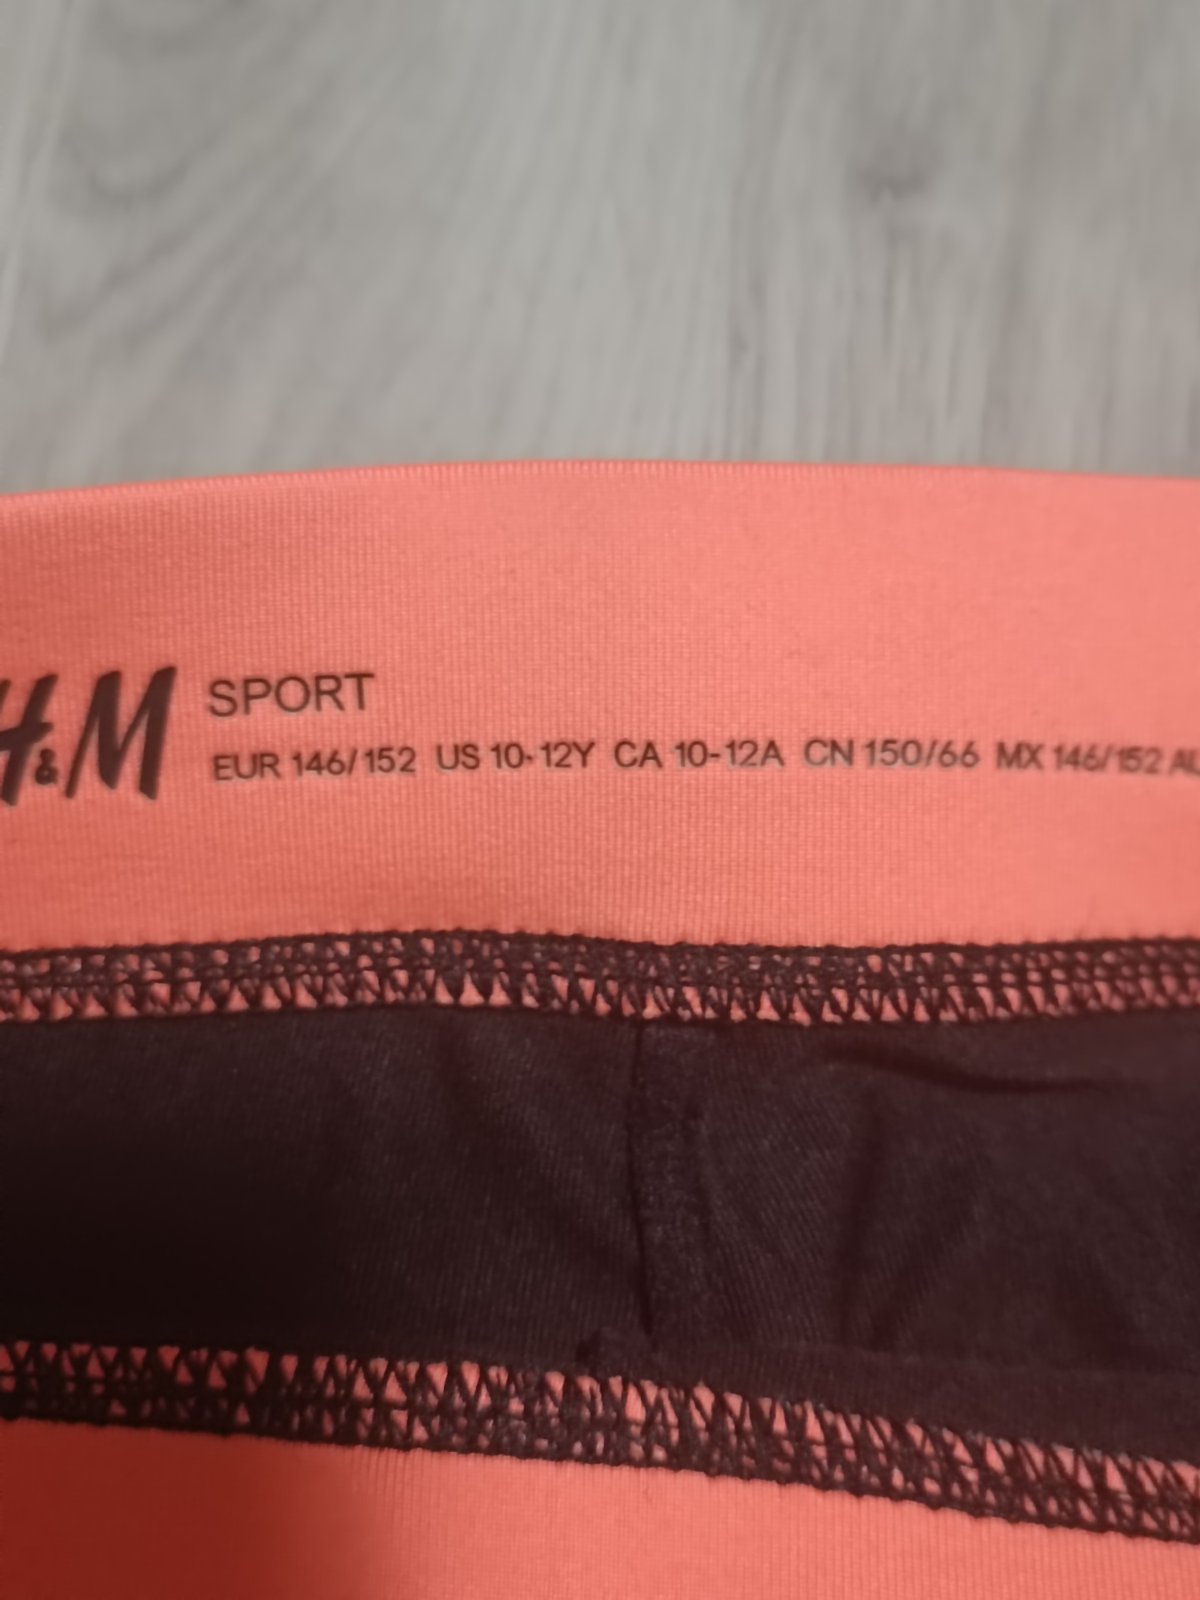 H&M SPORT
EUR 146/152 US 10-12Y CA 10-12A CN 150/66 MX 146/152